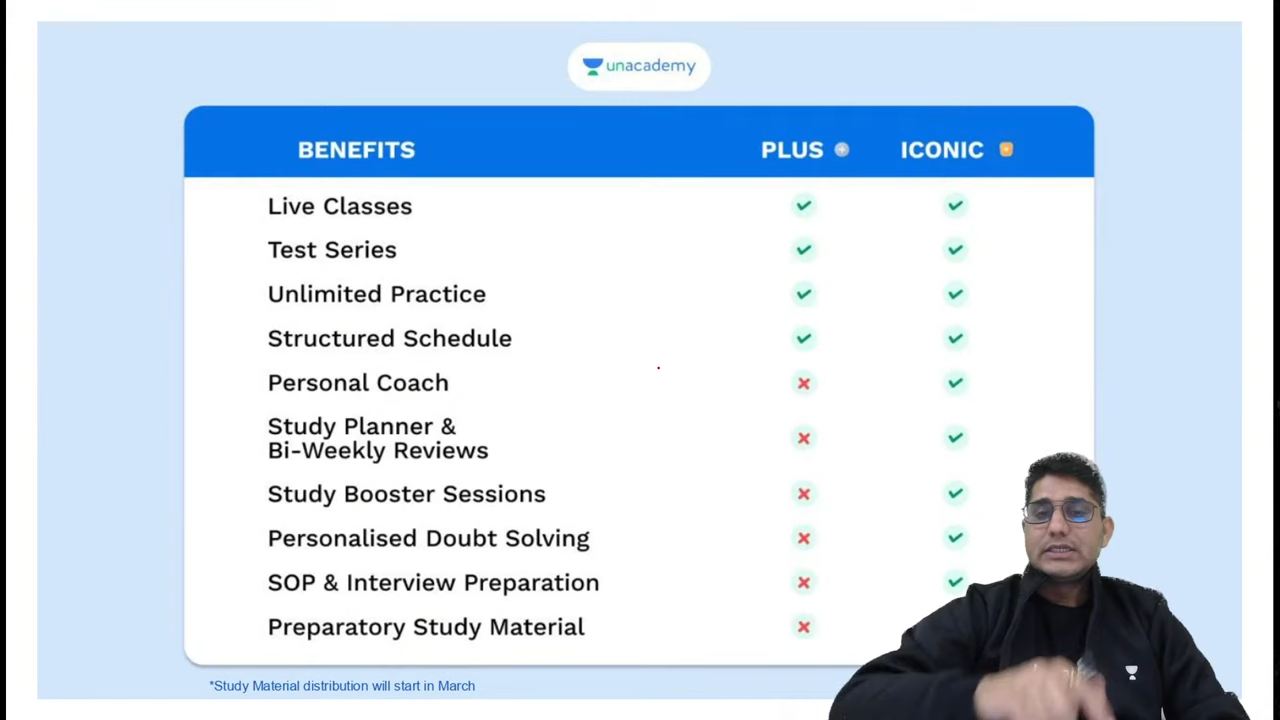 unacademy
BENEFITS PLUS ICONIC
Live Classes
Test Series
Unlimited Practice
Structured Schedule
Personal Coach
Study Planner &
Bi-Weekly Reviews
Study Booster Sessions
Personalised Doubt Solving
SOP & Interview Preparation
Preparatory Study Material
*Study Material distribution will start in March